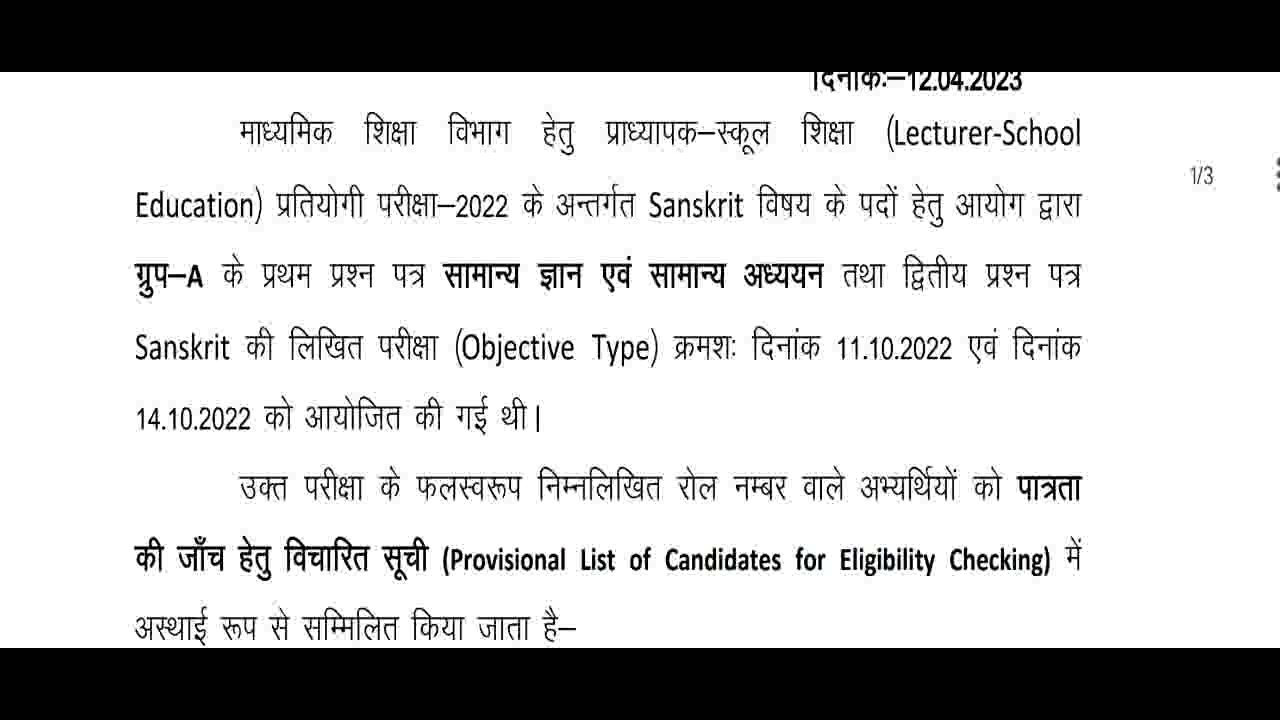 दिनांकः–12.04.2023
माध्यमिक शिक्षा विभाग हेतु प्राध्यापक–स्कूल शिक्षा (Lecturer-School
1/3
Education) प्रतियोगी परीक्षा–2022 के अन्तर्गत Sanskrit विषय के पदों हेतु आयोग द्वारा
ग्रुप–A के प्रथम प्रश्न पत्र सामान्य ज्ञान एवं सामान्य अध्ययन तथा द्वितीय प्रश्न पत्र
Sanskrit की लिखित परीक्षा (Objective Type) क्रमशः दिनांक 11.10.2022 एवं दिनांक
14.10.2022 को आयोजित की गई थी।
उक्त परीक्षा के फलस्वरूप निम्नलिखित रोल नम्बर वाले अभ्यर्थियों को पात्रता
की जाँच हेतु विचारित सूची (Provisional List of Candidates for Eligibility Checking) में
अस्थाई रूप से सम्मिलित किया जाता है–